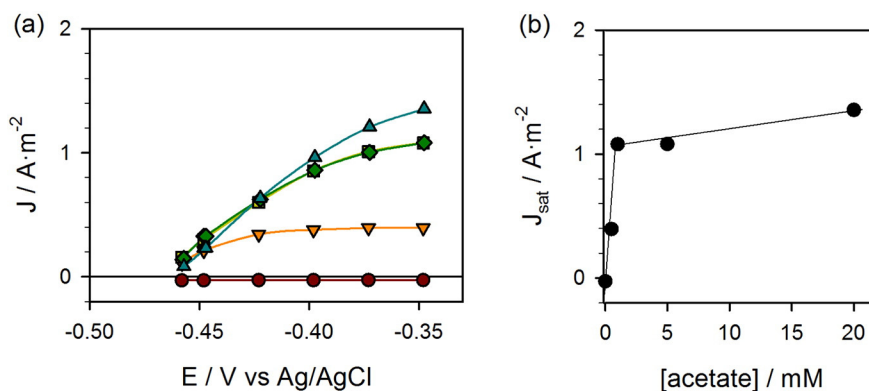 (a)
2
1
0
J / A·m⁻²
-0.50
-0.45
-0.40
-0.35
E / V vs Ag/AgCl
(b)
2
1
0
J_sat / A·m⁻²
0
5
10
15
20
[acetate] / mM